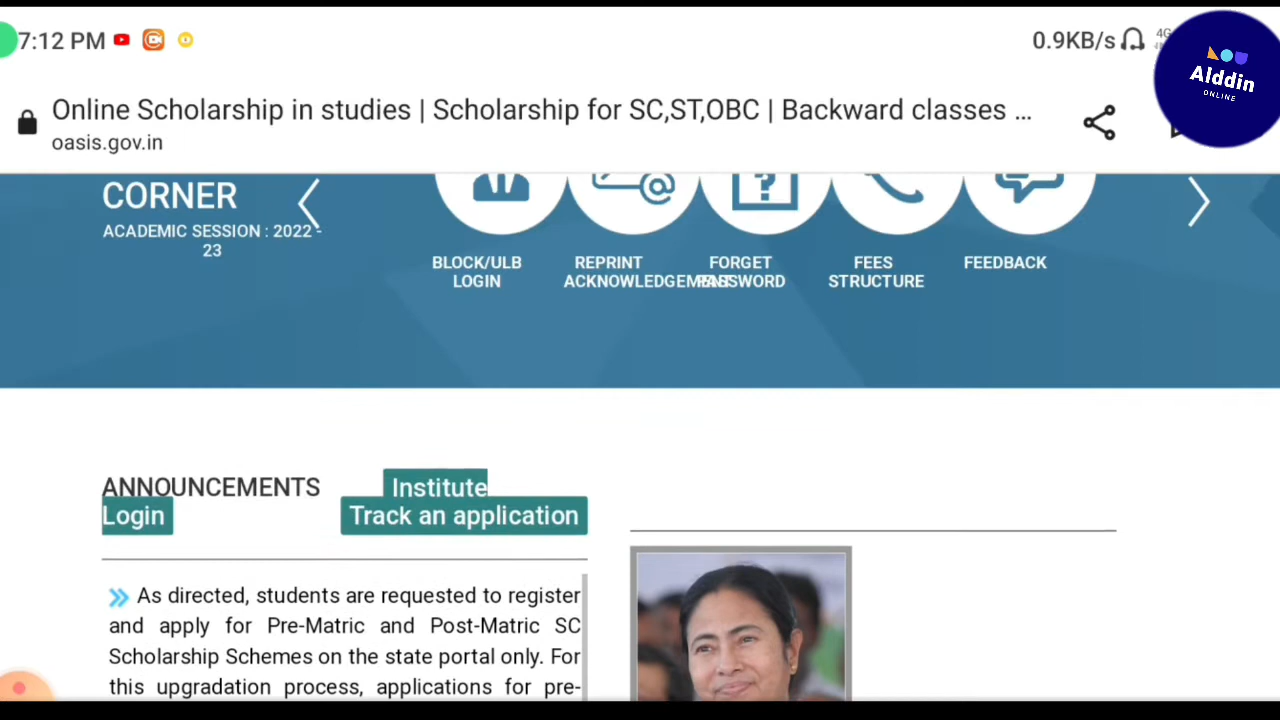 7:12 PM
0.9KB/s
4G
Alddin
ONLINE
Online Scholarship in studies | Scholarship for SC,ST,OBC | Backward classes ...
oasis.gov.in
CORNER
ACADEMIC SESSION : 2022 -
23
BLOCK/ULB
LOGIN
REPRINT
ACKNOWLEDGEMENT
FORGET
PASSWORD
FEES
STRUCTURE
FEEDBACK
ANNOUNCEMENTS Institute
Login Track an application
As directed, students are requested to register
and apply for Pre-Matric and Post-Matric SC
Scholarship Schemes on the state portal only. For
this upgradation process, applications for pre-